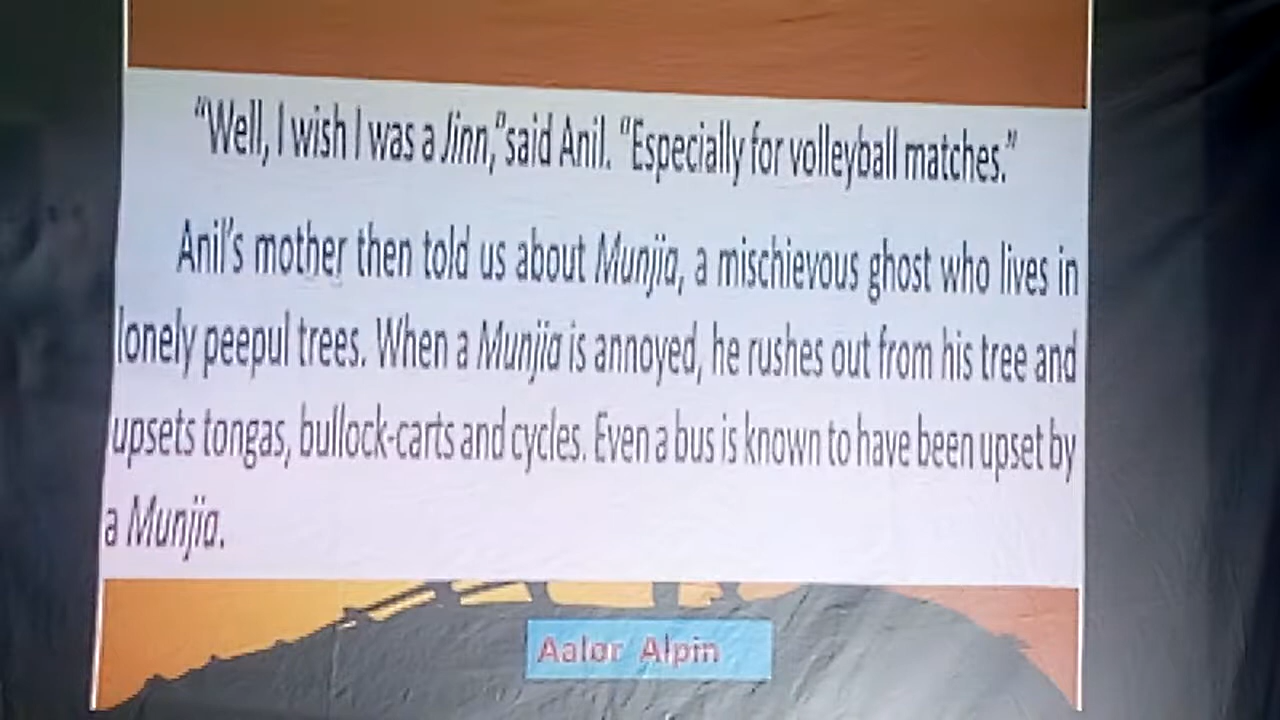 “Well, I wish I was a Jinn,”said Anil. “Especially for volleyball matches.”
Anil’s mother then told us about Munjia, a mischievous ghost who lives in
lonely peepul trees. When a Munjia is annoyed, he rushes out from his tree and
upsets tongas, bullock-carts and cycles. Even a bus is known to have been upset by
a Munjia.
Aalor Alpin